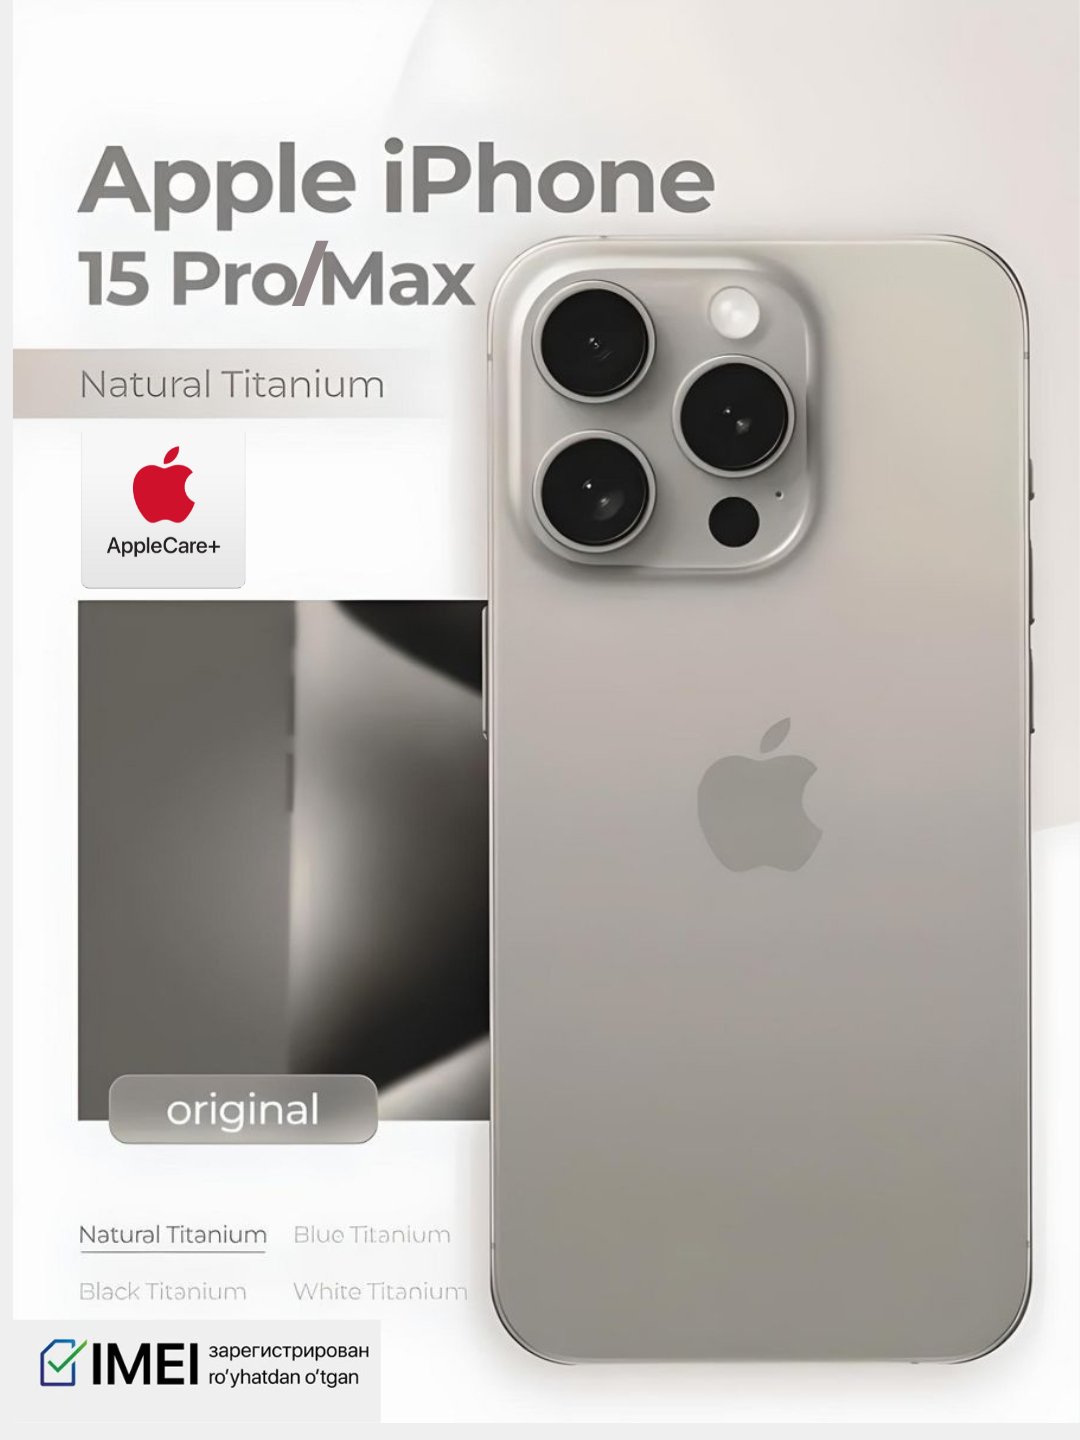 Apple iPhone
15 Pro/Max
Natural Titanium
AppleCare+
original
Natural Titanium Blue Titanium
Black Titanium White Titanium
IMEI зарегистрирован
ro‘yhatdan o‘tgan